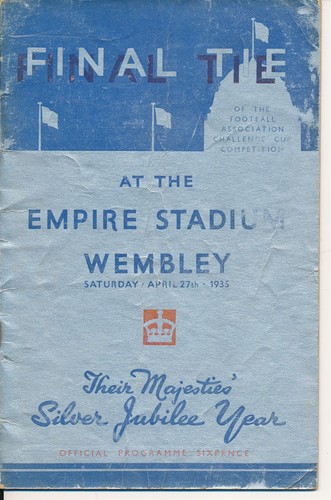 FINAL TIE
OF THE
FOOTBALL
ASSOCIATION
CHALLENGE CUP
COMPETITION
AT THE
EMPIRE STADIUM
WEMBLEY
SATURDAY · APRIL 27th · 1935
Their Majesties'
Silver Jubilee Year
OFFICIAL PROGRAMME SIXPENCE